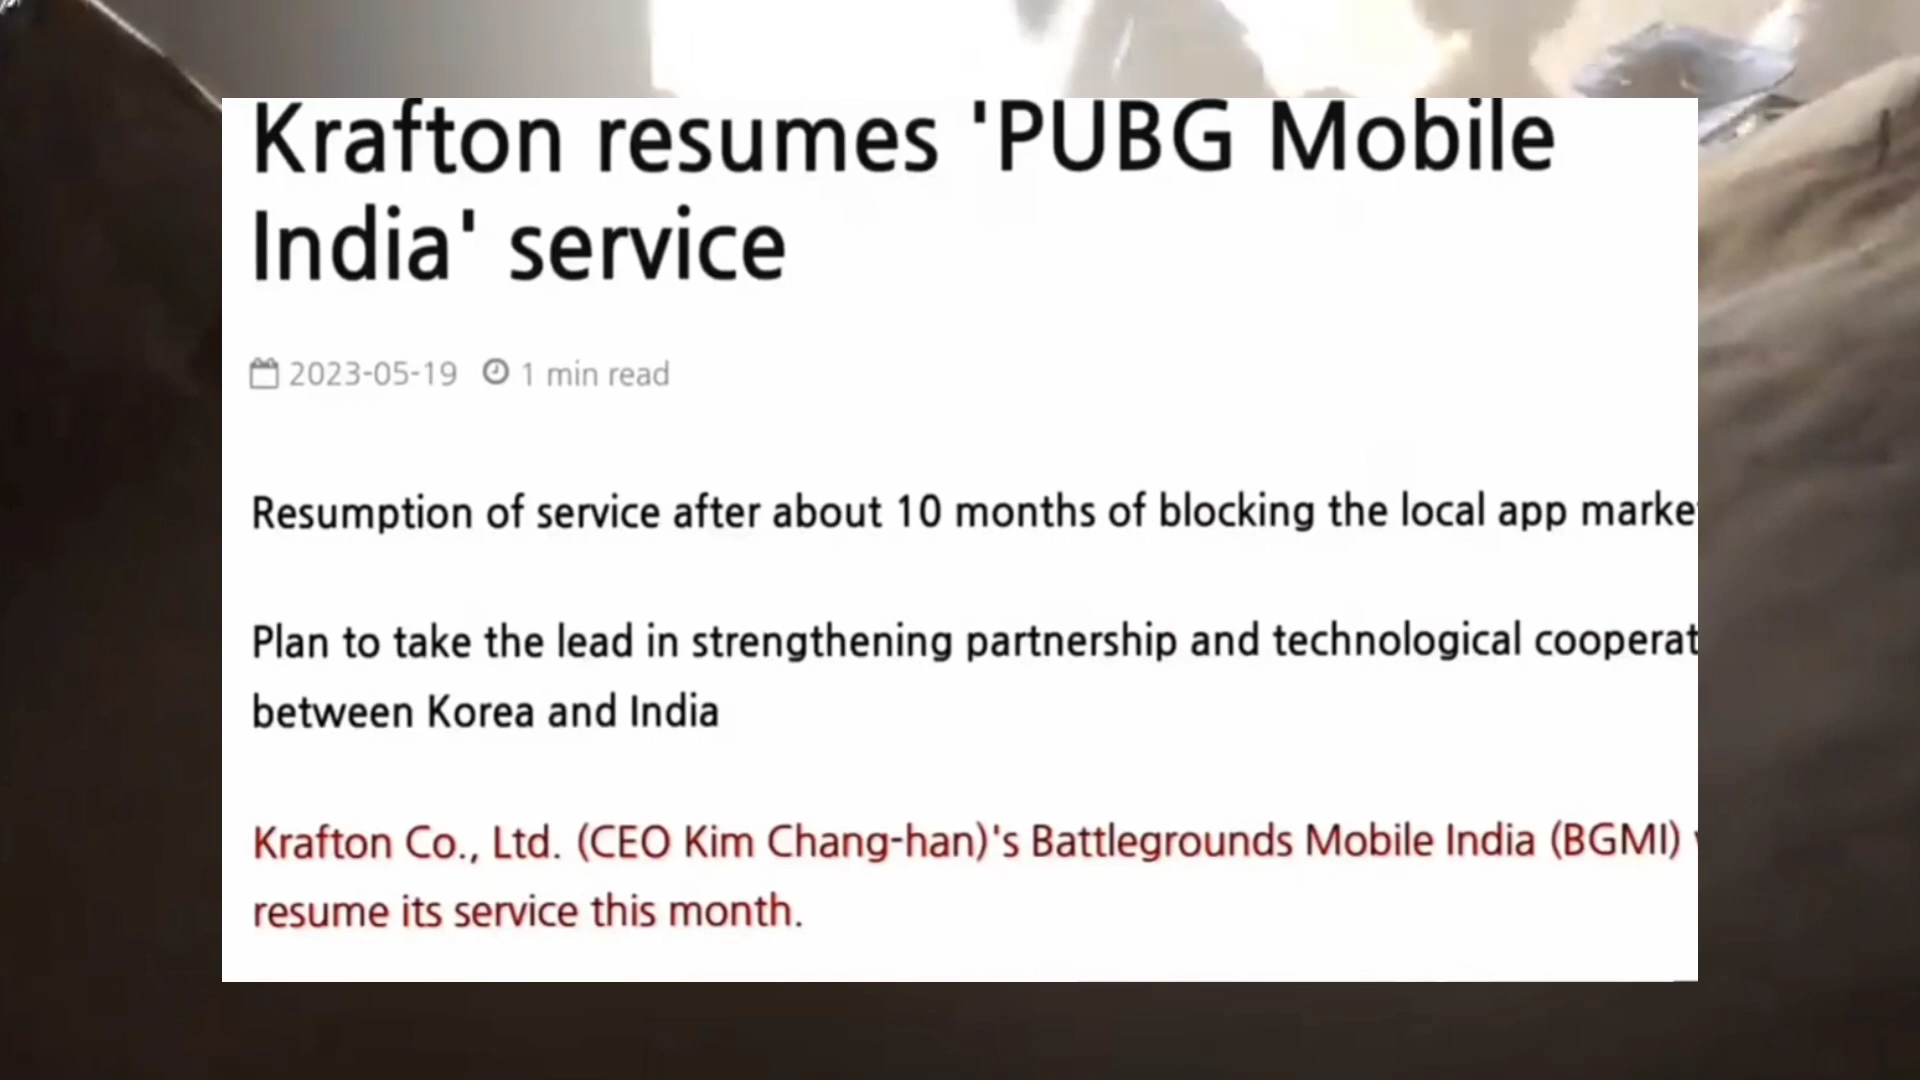 Krafton resumes 'PUBG Mobile
India' service
2023-05-19 1 min read
Resumption of service after about 10 months of blocking the local app
Plan to take the lead in strengthening partnership and technological
between Korea and India
Krafton Co., Ltd. (CEO Kim Chang-han)'s Battlegrounds Mobile India (BGMI)
resume its service this month.